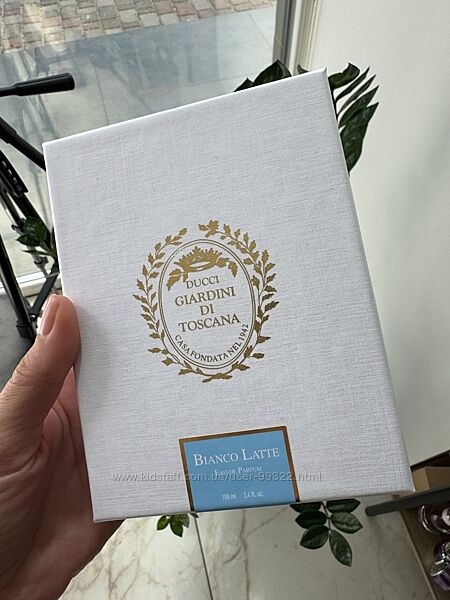 DUCCI
GIARDINI
DI
TOSCANA
CASA FONDATA NEL 1942
BIANCO LATTE
EAU DE PARFUM
100 ml 3,4 fl. oz.
www.kidstaff.com.ua/user-99322.html